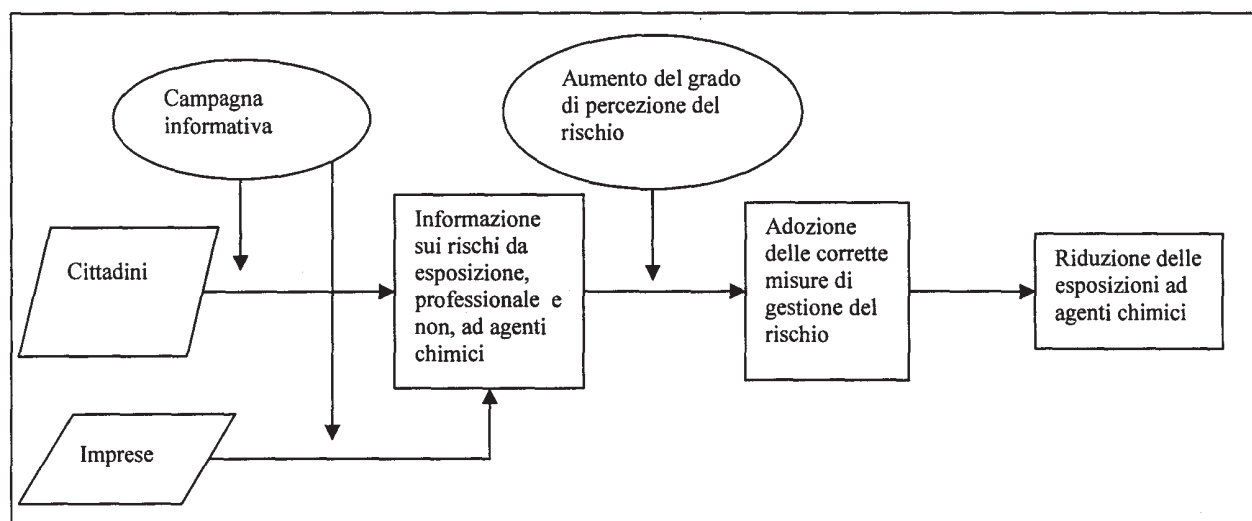 Campagna
informativa
Aumento del grado
di percezione del
rischio
Cittadini
Informazione
sui rischi da
esposizione,
professionale e
non, ad agenti
chimici
Adozione
delle corrette
misure di
gestione del
rischio
Riduzione delle
esposizioni ad
agenti chimici
Imprese